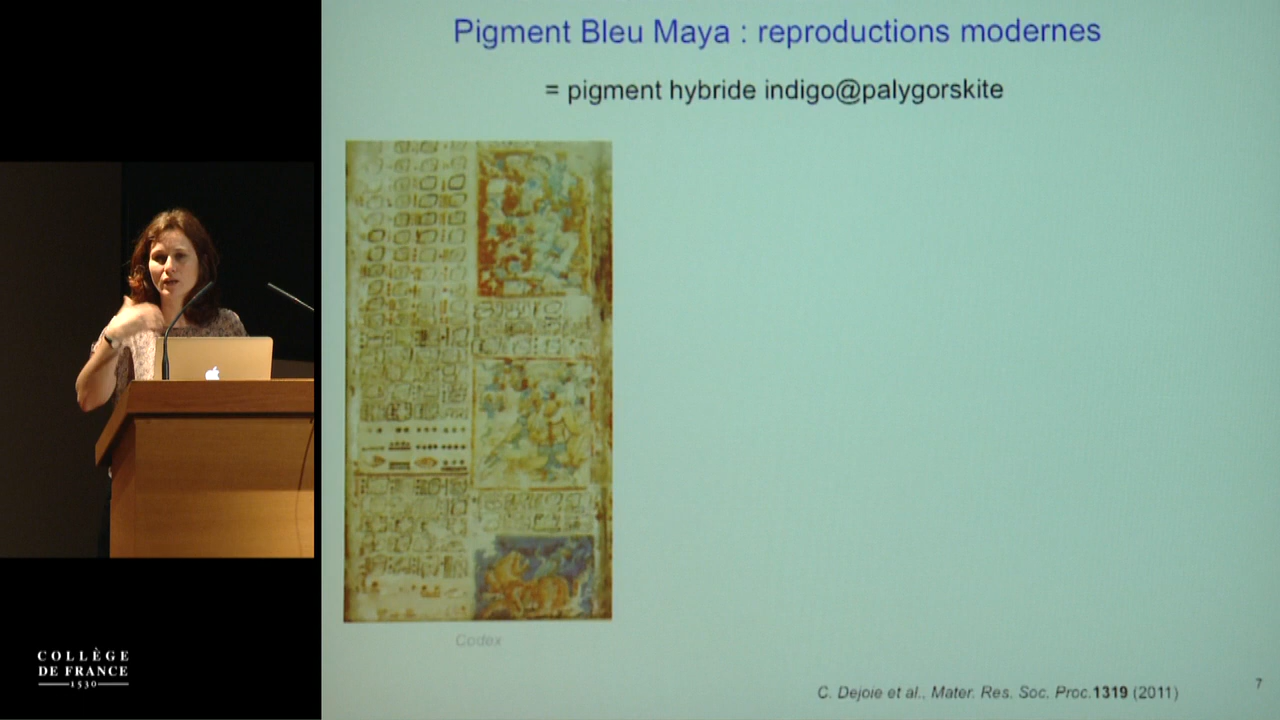 Pigment Bleu Maya : reproductions modernes
= pigment hybride indigo@palygorskite
Codex
C. Dejoie et al., Mater. Res. Soc. Proc.1319 (2011)
7
COLLÈGE
DE FRANCE
1530